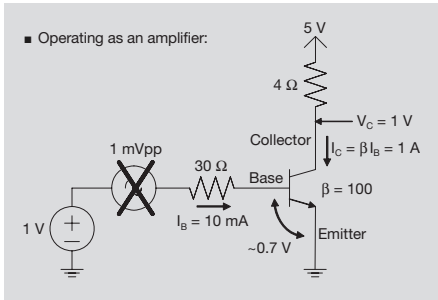 ■ Operating as an amplifier:
5 V
4 Ω
V_C = 1 V
Collector
I_C = βI_B = 1 A
1 mVpp
30 Ω
Base
β = 100
I_B = 10 mA
1 V
+
−
~0.7 V
Emitter